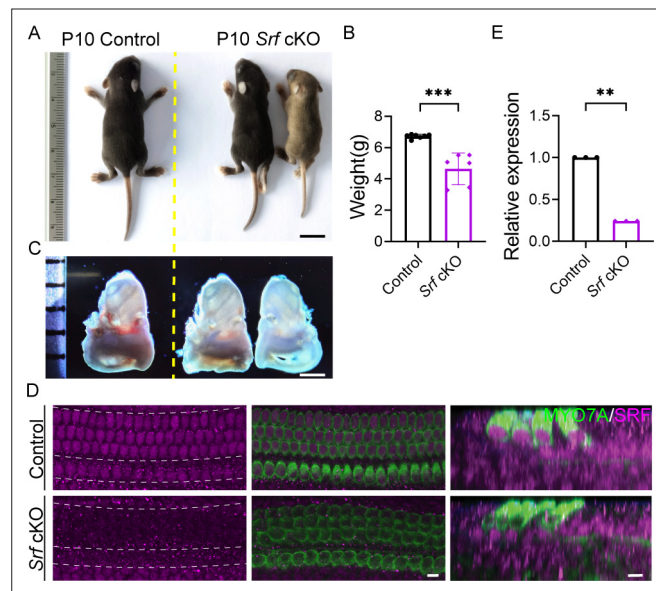 A
P10 Control
P10 Srf cKO
B
Weight(g)
8
6
4
2
0
***
Control
Srf cKO
E
Relative expression
1.5
1.0
0.5
0.0
**
Control
Srf cKO
C
D
MYO7A/SRF
Control
Srf cKO